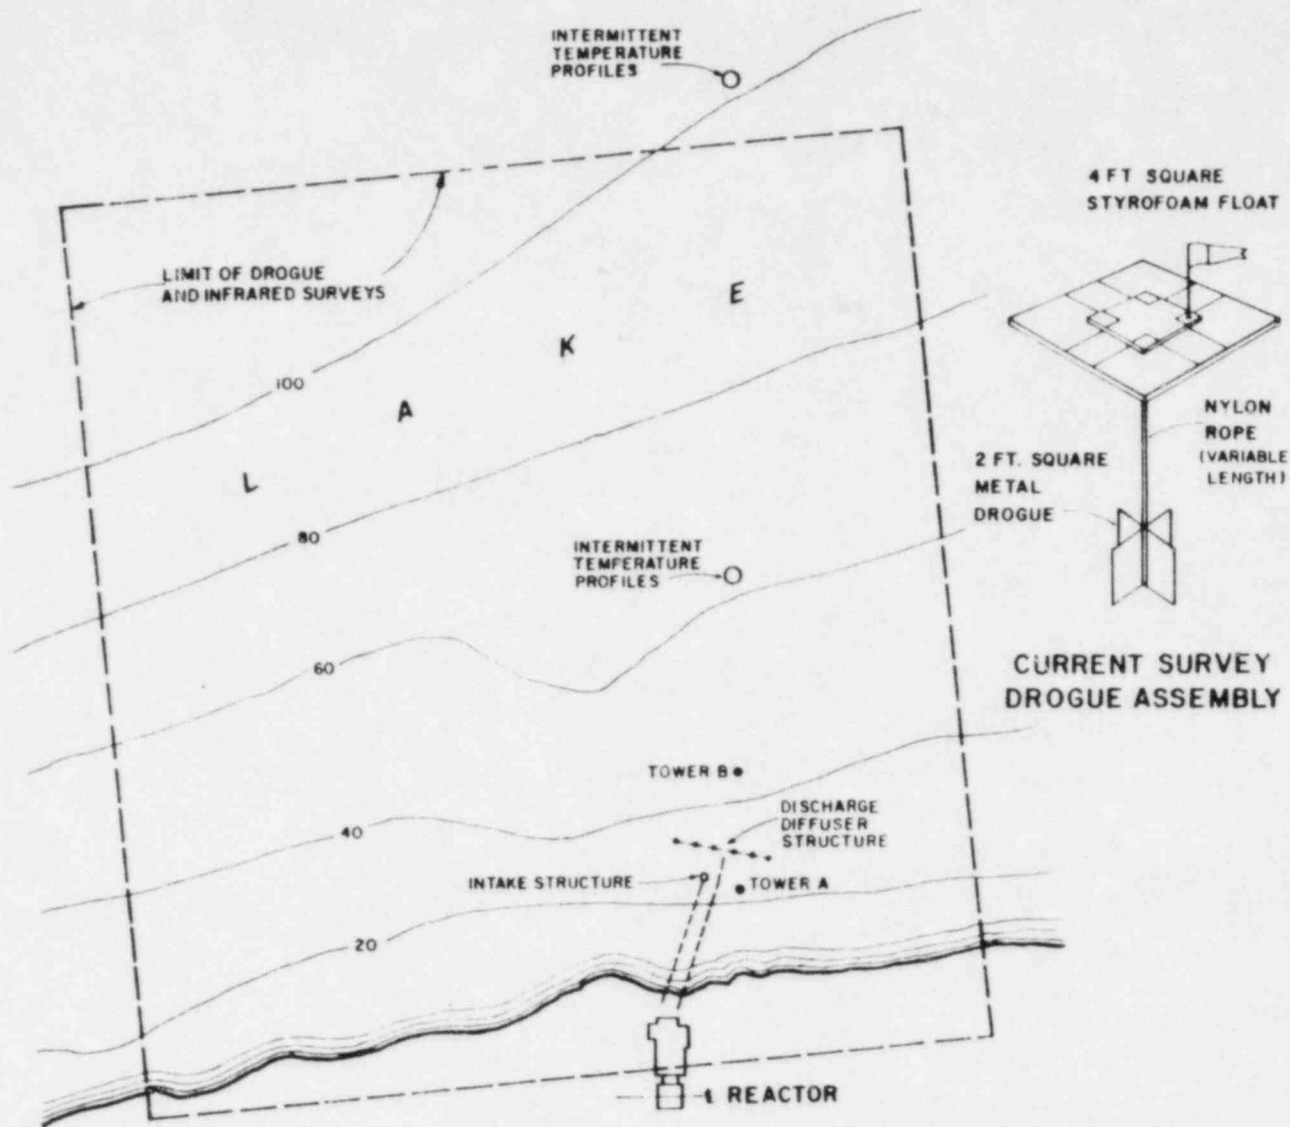 INTERMITTENT
TEMPERATURE
PROFILES
4 FT SQUARE
STYROFOAM FLOAT
LIMIT OF DROGUE
AND INFRARED SURVEYS
E
K
100
A
L
NYLON
ROPE
(VARIABLE
LENGTH)
2 FT. SQUARE
METAL
DROGUE
80
INTERMITTENT
TEMPERATURE
PROFILES
60
CURRENT SURVEY
DROGUE ASSEMBLY
TOWER B
DISCHARGE
DIFFUSER
STRUCTURE
40
INTAKE STRUCTURE
TOWER A
20
℄ REACTOR